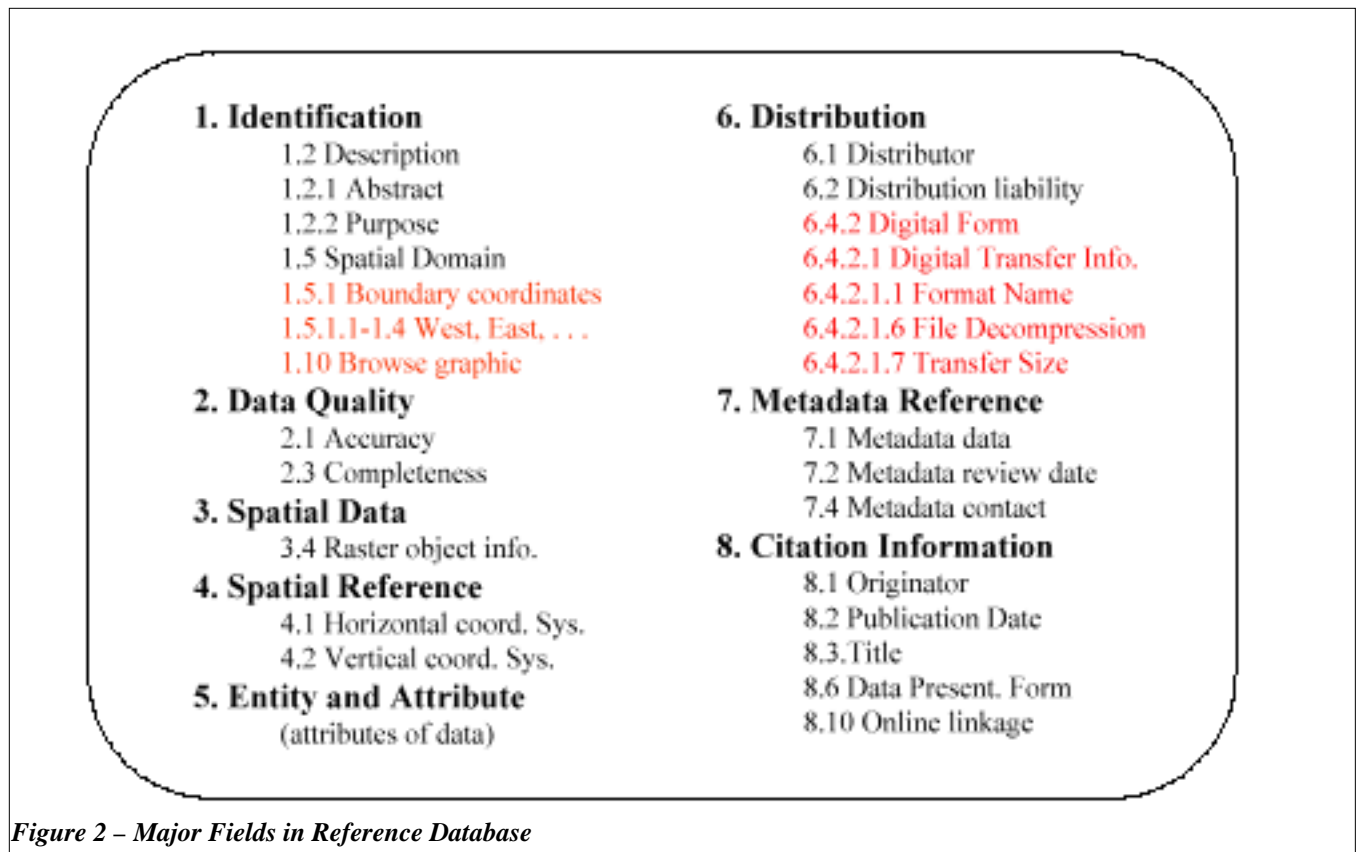 1. Identification
1.2 Description
1.2.1 Abstract
1.2.2 Purpose
1.5 Spatial Domain
1.5.1 Boundary coordinates
1.5.1.1-1.4 West, East, . . .
1.10 Browse graphic
2. Data Quality
2.1 Accuracy
2.3 Completeness
3. Spatial Data
3.4 Raster object info.
4. Spatial Reference
4.1 Horizontal coord. Sys.
4.2 Vertical coord. Sys.
5. Entity and Attribute
(attributes of data)
6. Distribution
6.1 Distributor
6.2 Distribution liability
6.4.2 Digital Form
6.4.2.1 Digital Transfer Info.
6.4.2.1.1 Format Name
6.4.2.1.6 File Decompression
6.4.2.1.7 Transfer Size
7. Metadata Reference
7.1 Metadata data
7.2 Metadata review date
7.4 Metadata contact
8. Citation Information
8.1 Originator
8.2 Publication Date
8.3.Title
8.6 Data Present. Form
8.10 Online linkage
Figure 2 – Major Fields in Reference Database